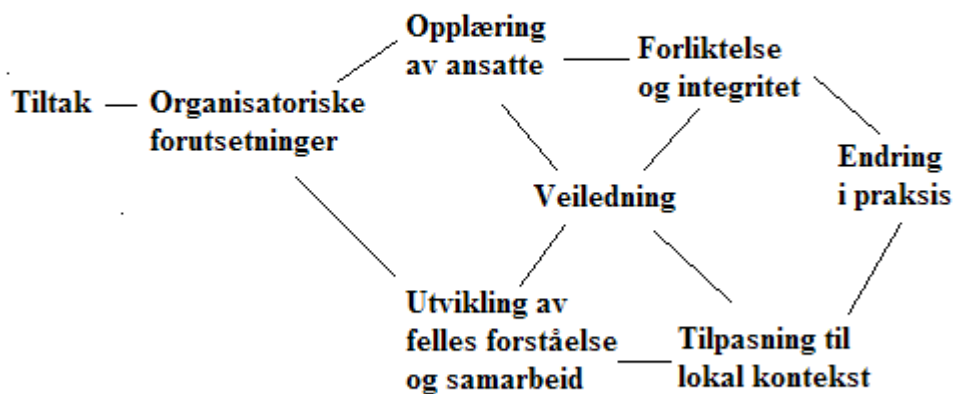 Opplæring
av ansatte
Forliktelse
og integritet
Tiltak
Organisatoriske
forutsetninger
Endring
i praksis
Veiledning
Utvikling av
felles forståelse
og samarbeid
Tilpasning til
lokal kontekst